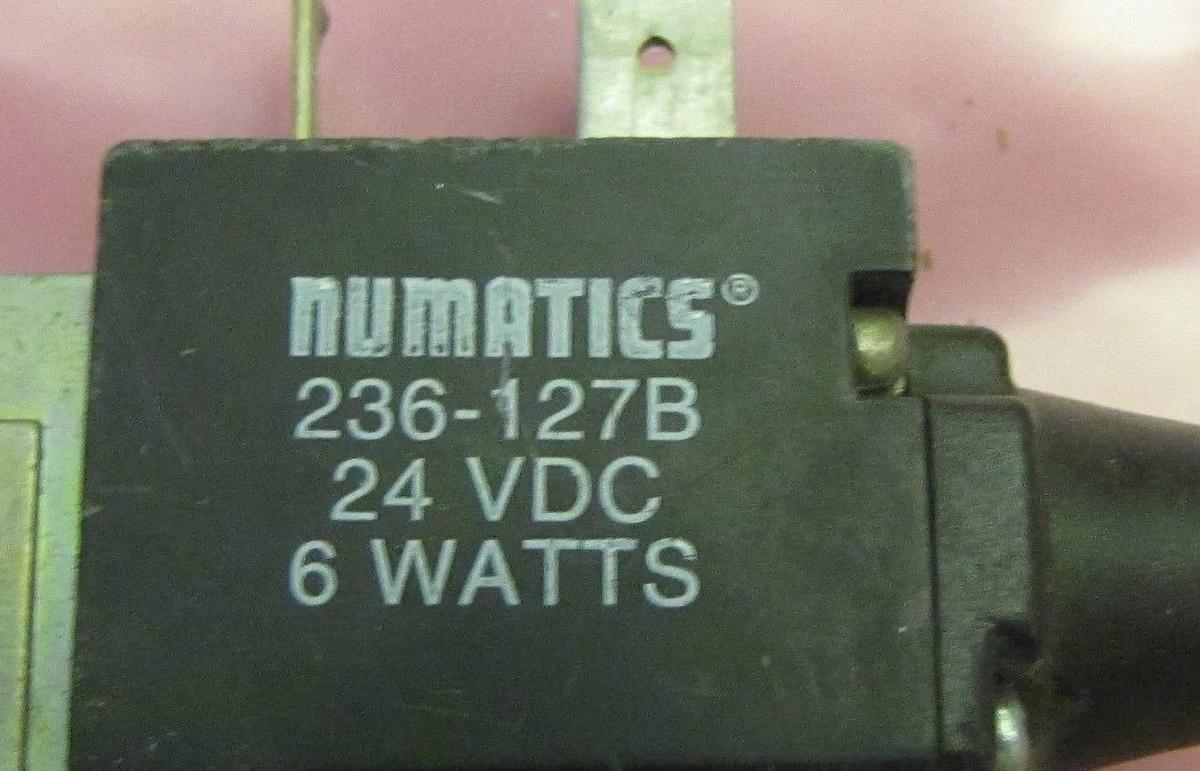 NUMATICS®
236-127B
24 VDC
6 WATTS